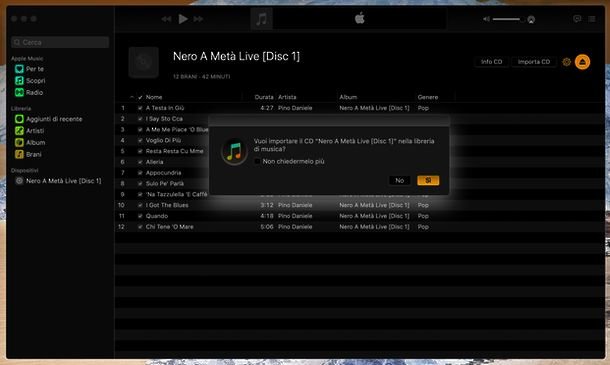 Cerca
Apple Music
Per te
Scopri
Radio
Libreria
Aggiunti di recente
Artisti
Album
Brani
Dispositivi
Nero A Metà Live [Disc 1]
Nero A Metà Live [Disc 1]
12 BRANI · 42 MINUTI
Info CD
Importa CD
Nome Durata Artista Album Genere
1 A Testa In Giù 4:27 Pino Daniele Nero A Metà Live [Disc 1] Pop
2 I Say Sto Cca
3 A Me Me Piace 'O Blue
4 Voglio Di Più
5 Resta Resta Cu Mme
6 Alleria
7 Appocundria
8 Sulo Pe' Parlà
9 'Na Tazzulella 'E Caffè
10 I Got The Blues 3:12 Pino Daniele Nero A Metà Live [Disc 1] Pop
11 Quando 4:18 Pino Daniele Nero A Metà Live [Disc 1] Pop
12 Chi Tene 'O Mare 5:06 Pino Daniele Nero A Metà Live [Disc 1] Pop
Vuoi importare il CD "Nero A Metà Live [Disc 1]" nella libreria
di musica?
Non chiedermelo più
No
Sì